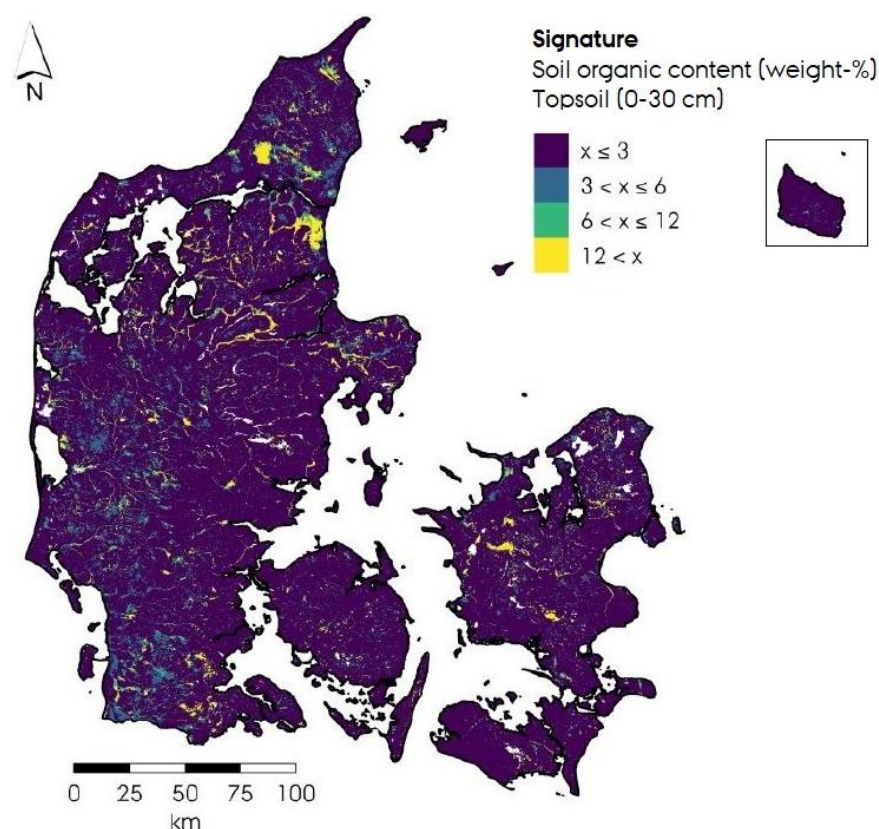 N
Signature
Soil organic content (weight-%)
Topsoil (0-30 cm)
x ≤ 3
3 < x ≤ 6
6 < x ≤ 12
12 < x
0 25 50 75 100
km